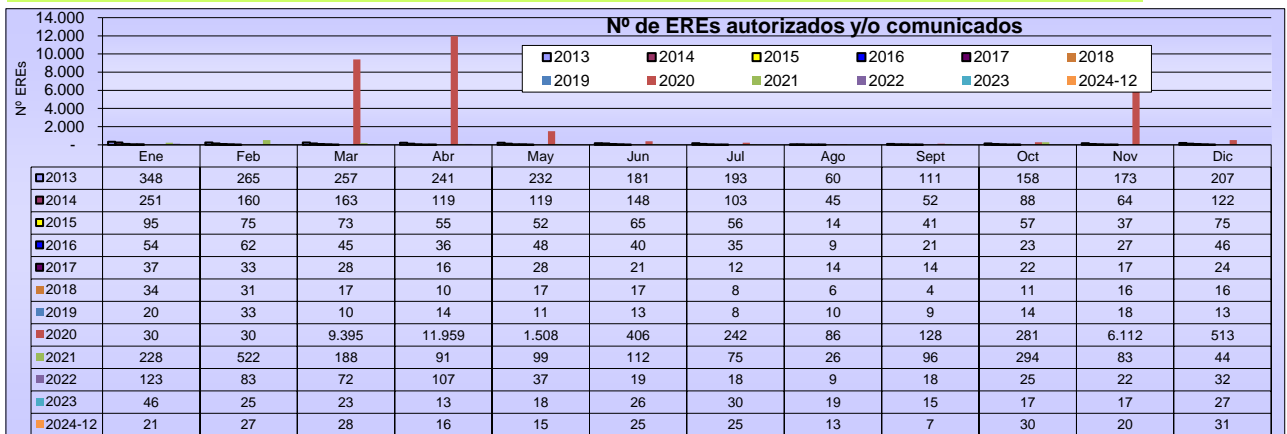 Nº de EREs autorizados y/o comunicados
14.000
12.000
10.000
8.000
6.000
4.000
2.000
-
Nº EREs
2013 2014 2015 2016 2017 2018
2019 2020 2021 2022 2023 2024-12
Ene Feb Mar Abr May Jun Jul Ago Sept Oct Nov Dic
2013 348 265 257 241 232 181 193 60 111 158 173 207
2014 251 160 163 119 119 148 103 45 52 88 64 122
2015 95 75 73 55 52 65 56 14 41 57 37 75
2016 54 62 45 36 48 40 35 9 21 23 27 46
2017 37 33 28 16 28 21 12 14 14 22 17 24
2018 34 31 17 10 17 17 8 6 4 11 16 16
2019 20 33 10 14 11 13 8 10 9 14 18 13
2020 30 30 9.395 11.959 1.508 406 242 86 128 281 6.112 513
2021 228 522 188 91 99 112 75 26 96 294 83 44
2022 123 83 72 107 37 19 18 9 18 25 22 32
2023 46 25 23 13 18 26 30 19 15 17 17 27
2024-12 21 27 28 16 15 25 25 13 7 30 20 31